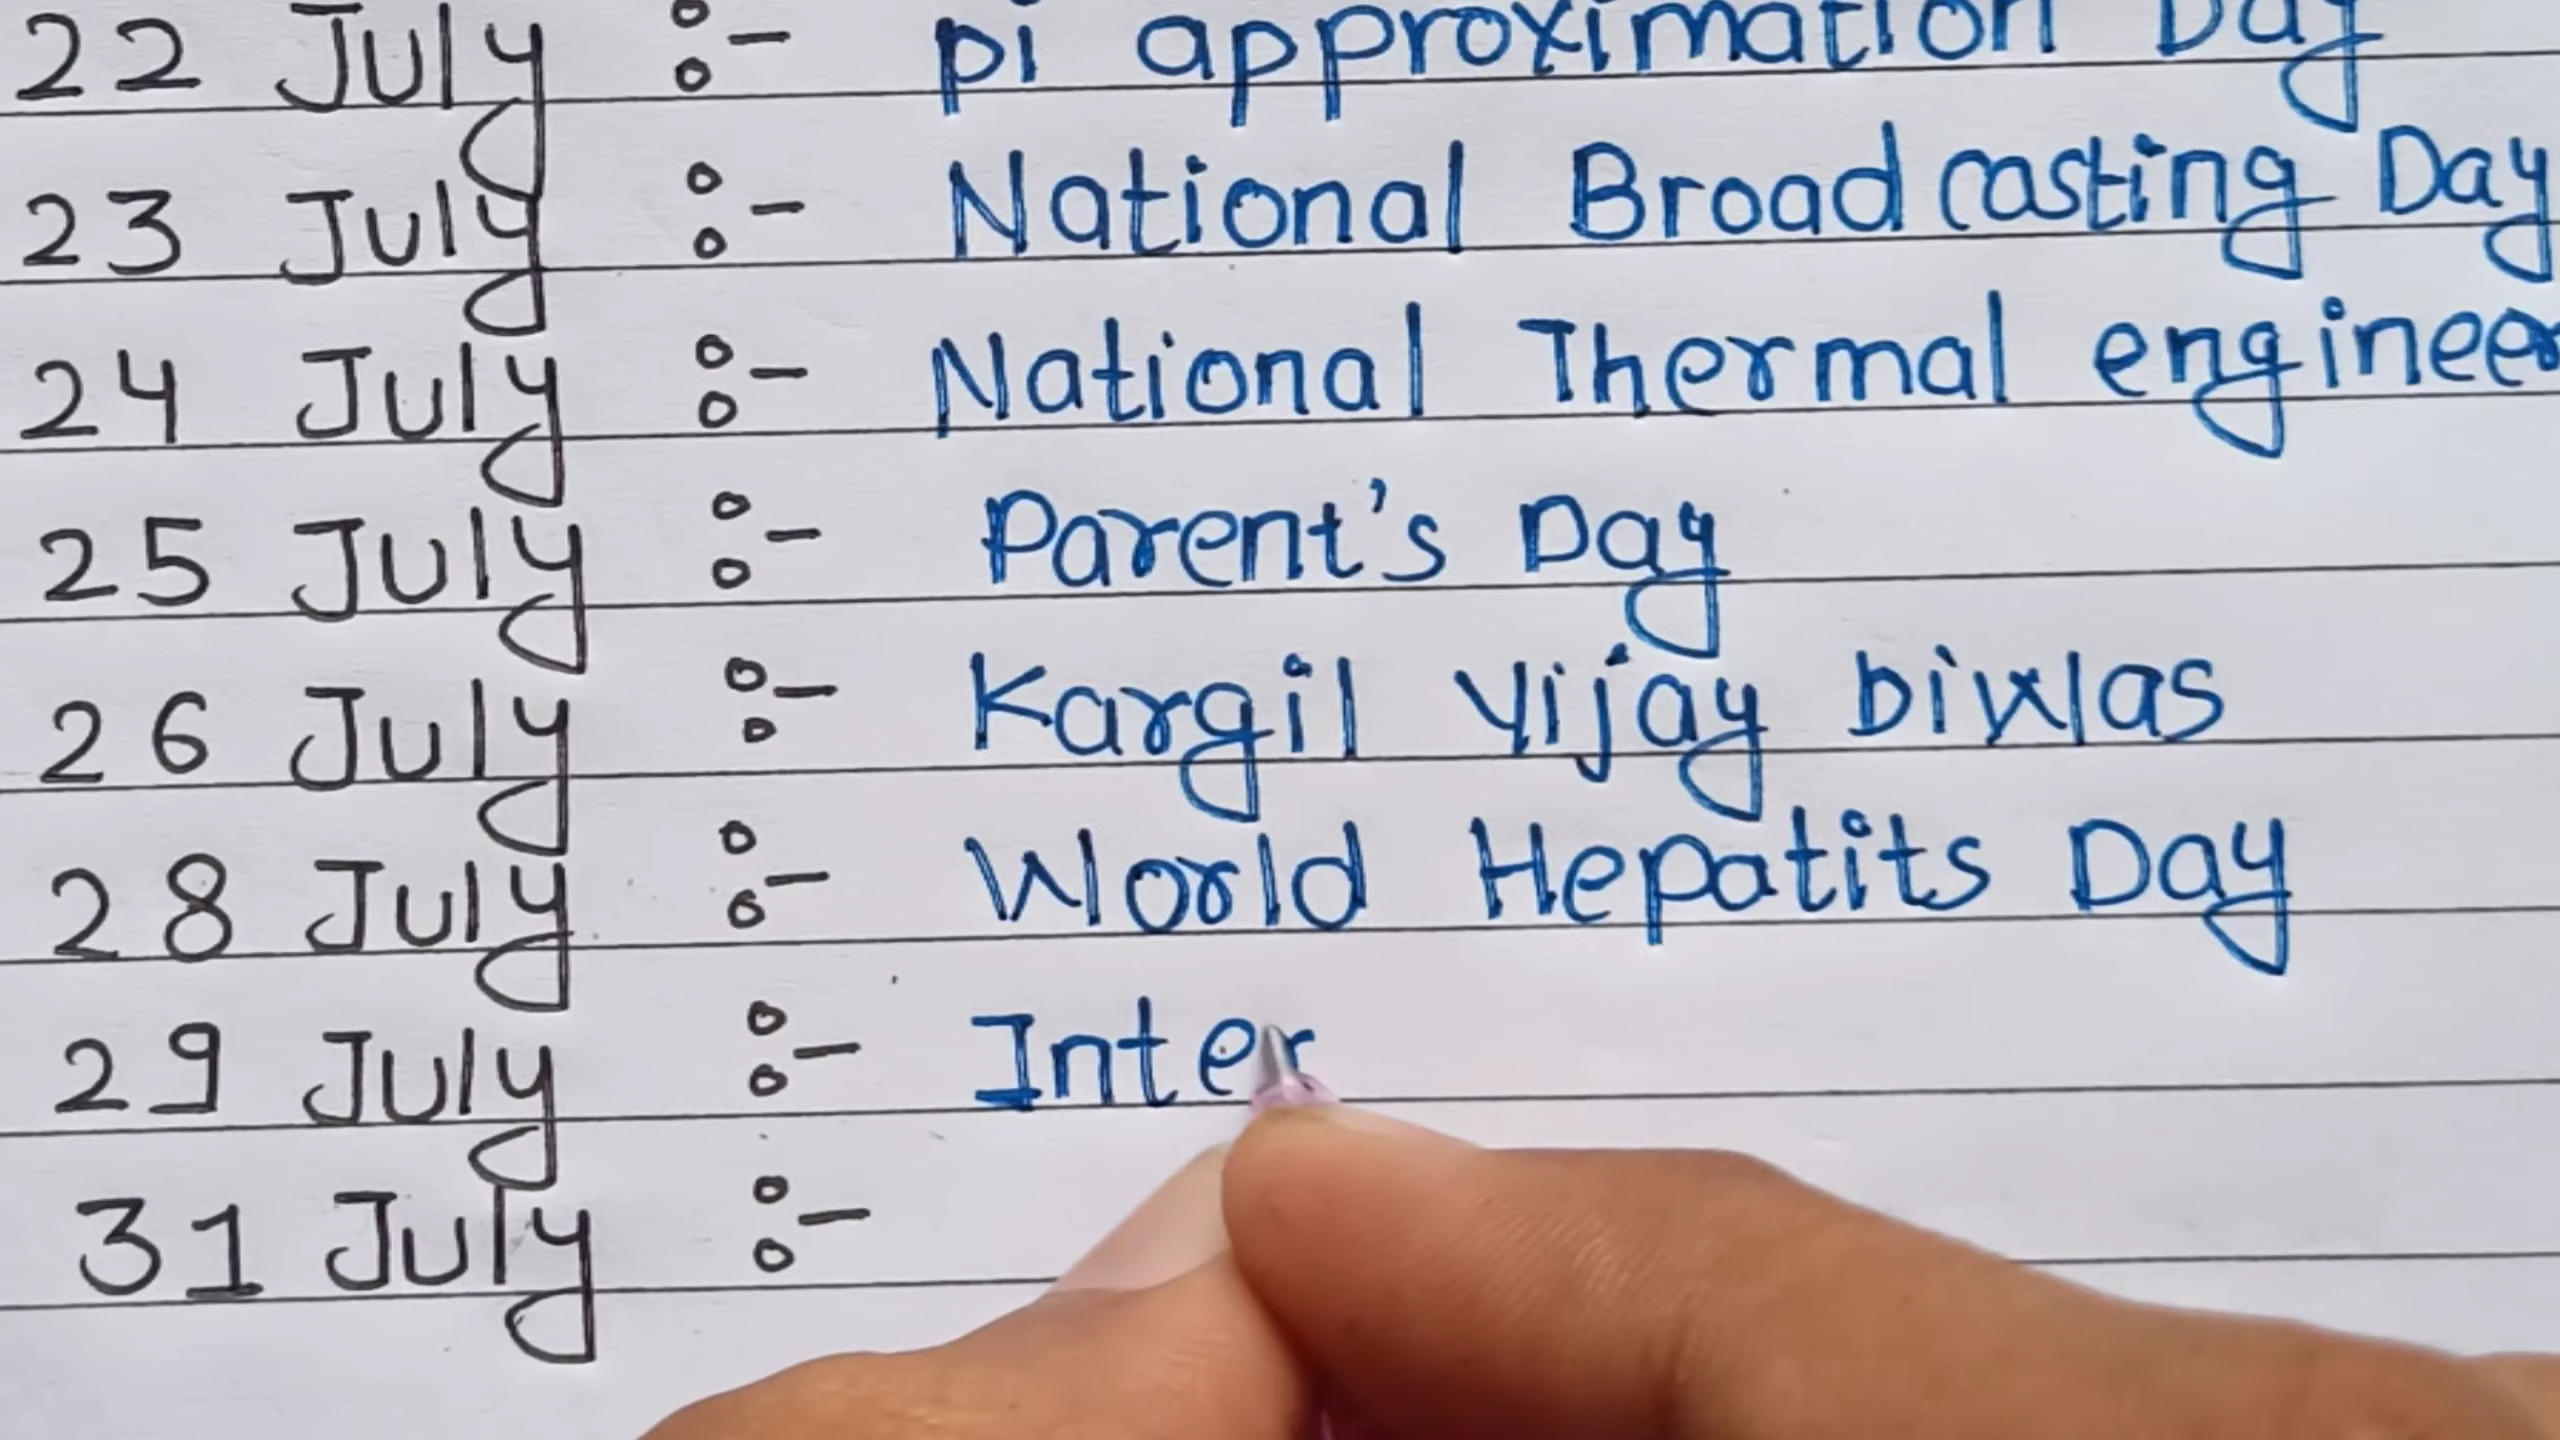 22 July :- pi approximation Day
23 July :- National Broadcasting Day
24 July :- National Thermal engineer
25 July :- Parent's Day
26 July :- Kargil Vijay Diwas
28 July :- World Hepatits Day
29 July :- Inter
31 July :-